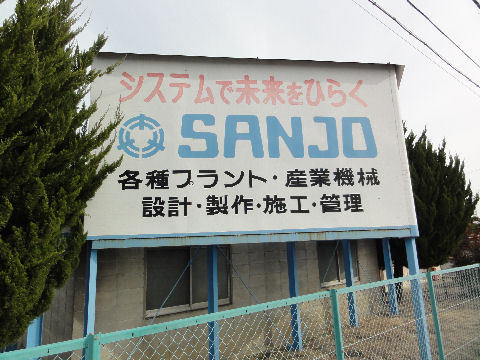 システムで未来をひらく
SANJO
各種プラント・産業機械
設計・製作・施工・管理